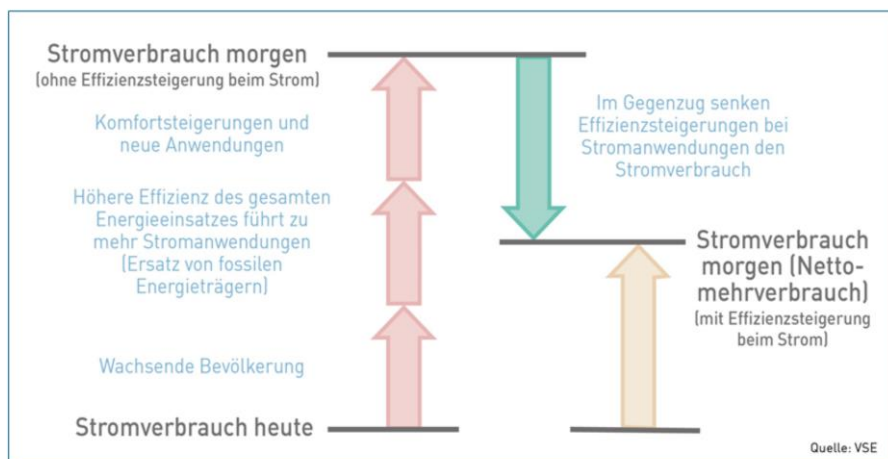 Stromverbrauch morgen
(ohne Effizienzsteigerung beim Strom)
Komfortsteigerungen und
neue Anwendungen
Höhere Effizienz des gesamten
Energieeinsatzes führt zu
mehr Stromanwendungen
(Ersatz von fossilen
Energieträgern)
Wachsende Bevölkerung
Stromverbrauch heute
Im Gegenzug senken
Effizienzsteigerungen bei
Stromanwendungen den
Stromverbrauch
Stromverbrauch
morgen (Netto-
mehrverbrauch)
(mit Effizienzsteigerung
beim Strom)
Quelle: VSE